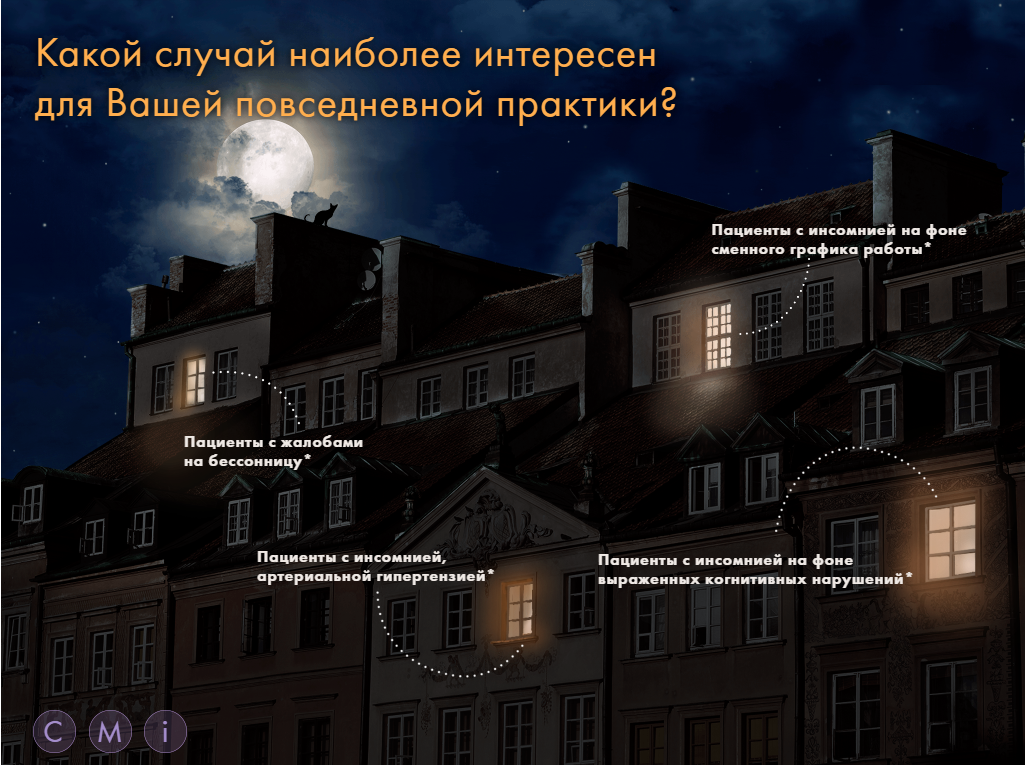 Какой случай наиболее интересен
для Вашей повседневной практики?
Пациенты с инсомнией на фоне
сменного графика работы*
Пациенты с жалобами
на бессонницу*
Пациенты с инсомнией,
артериальной гипертензией*
Пациенты с инсомнией на фоне
выраженных когнитивных нарушений*
С М i